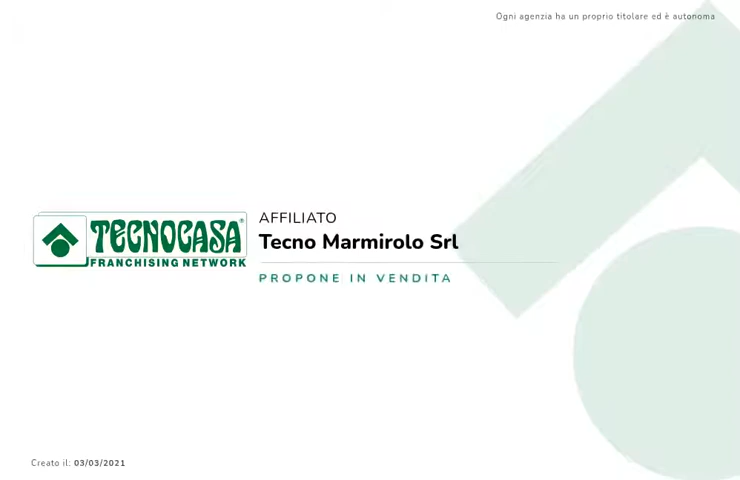 Ogni agenzia ha un proprio titolare ed è autonoma
TECNOCASA®
FRANCHISING NETWORK
AFFILIATO
Tecno Marmirolo Srl
PROPONE IN VENDITA
Creato il: 03/03/2021